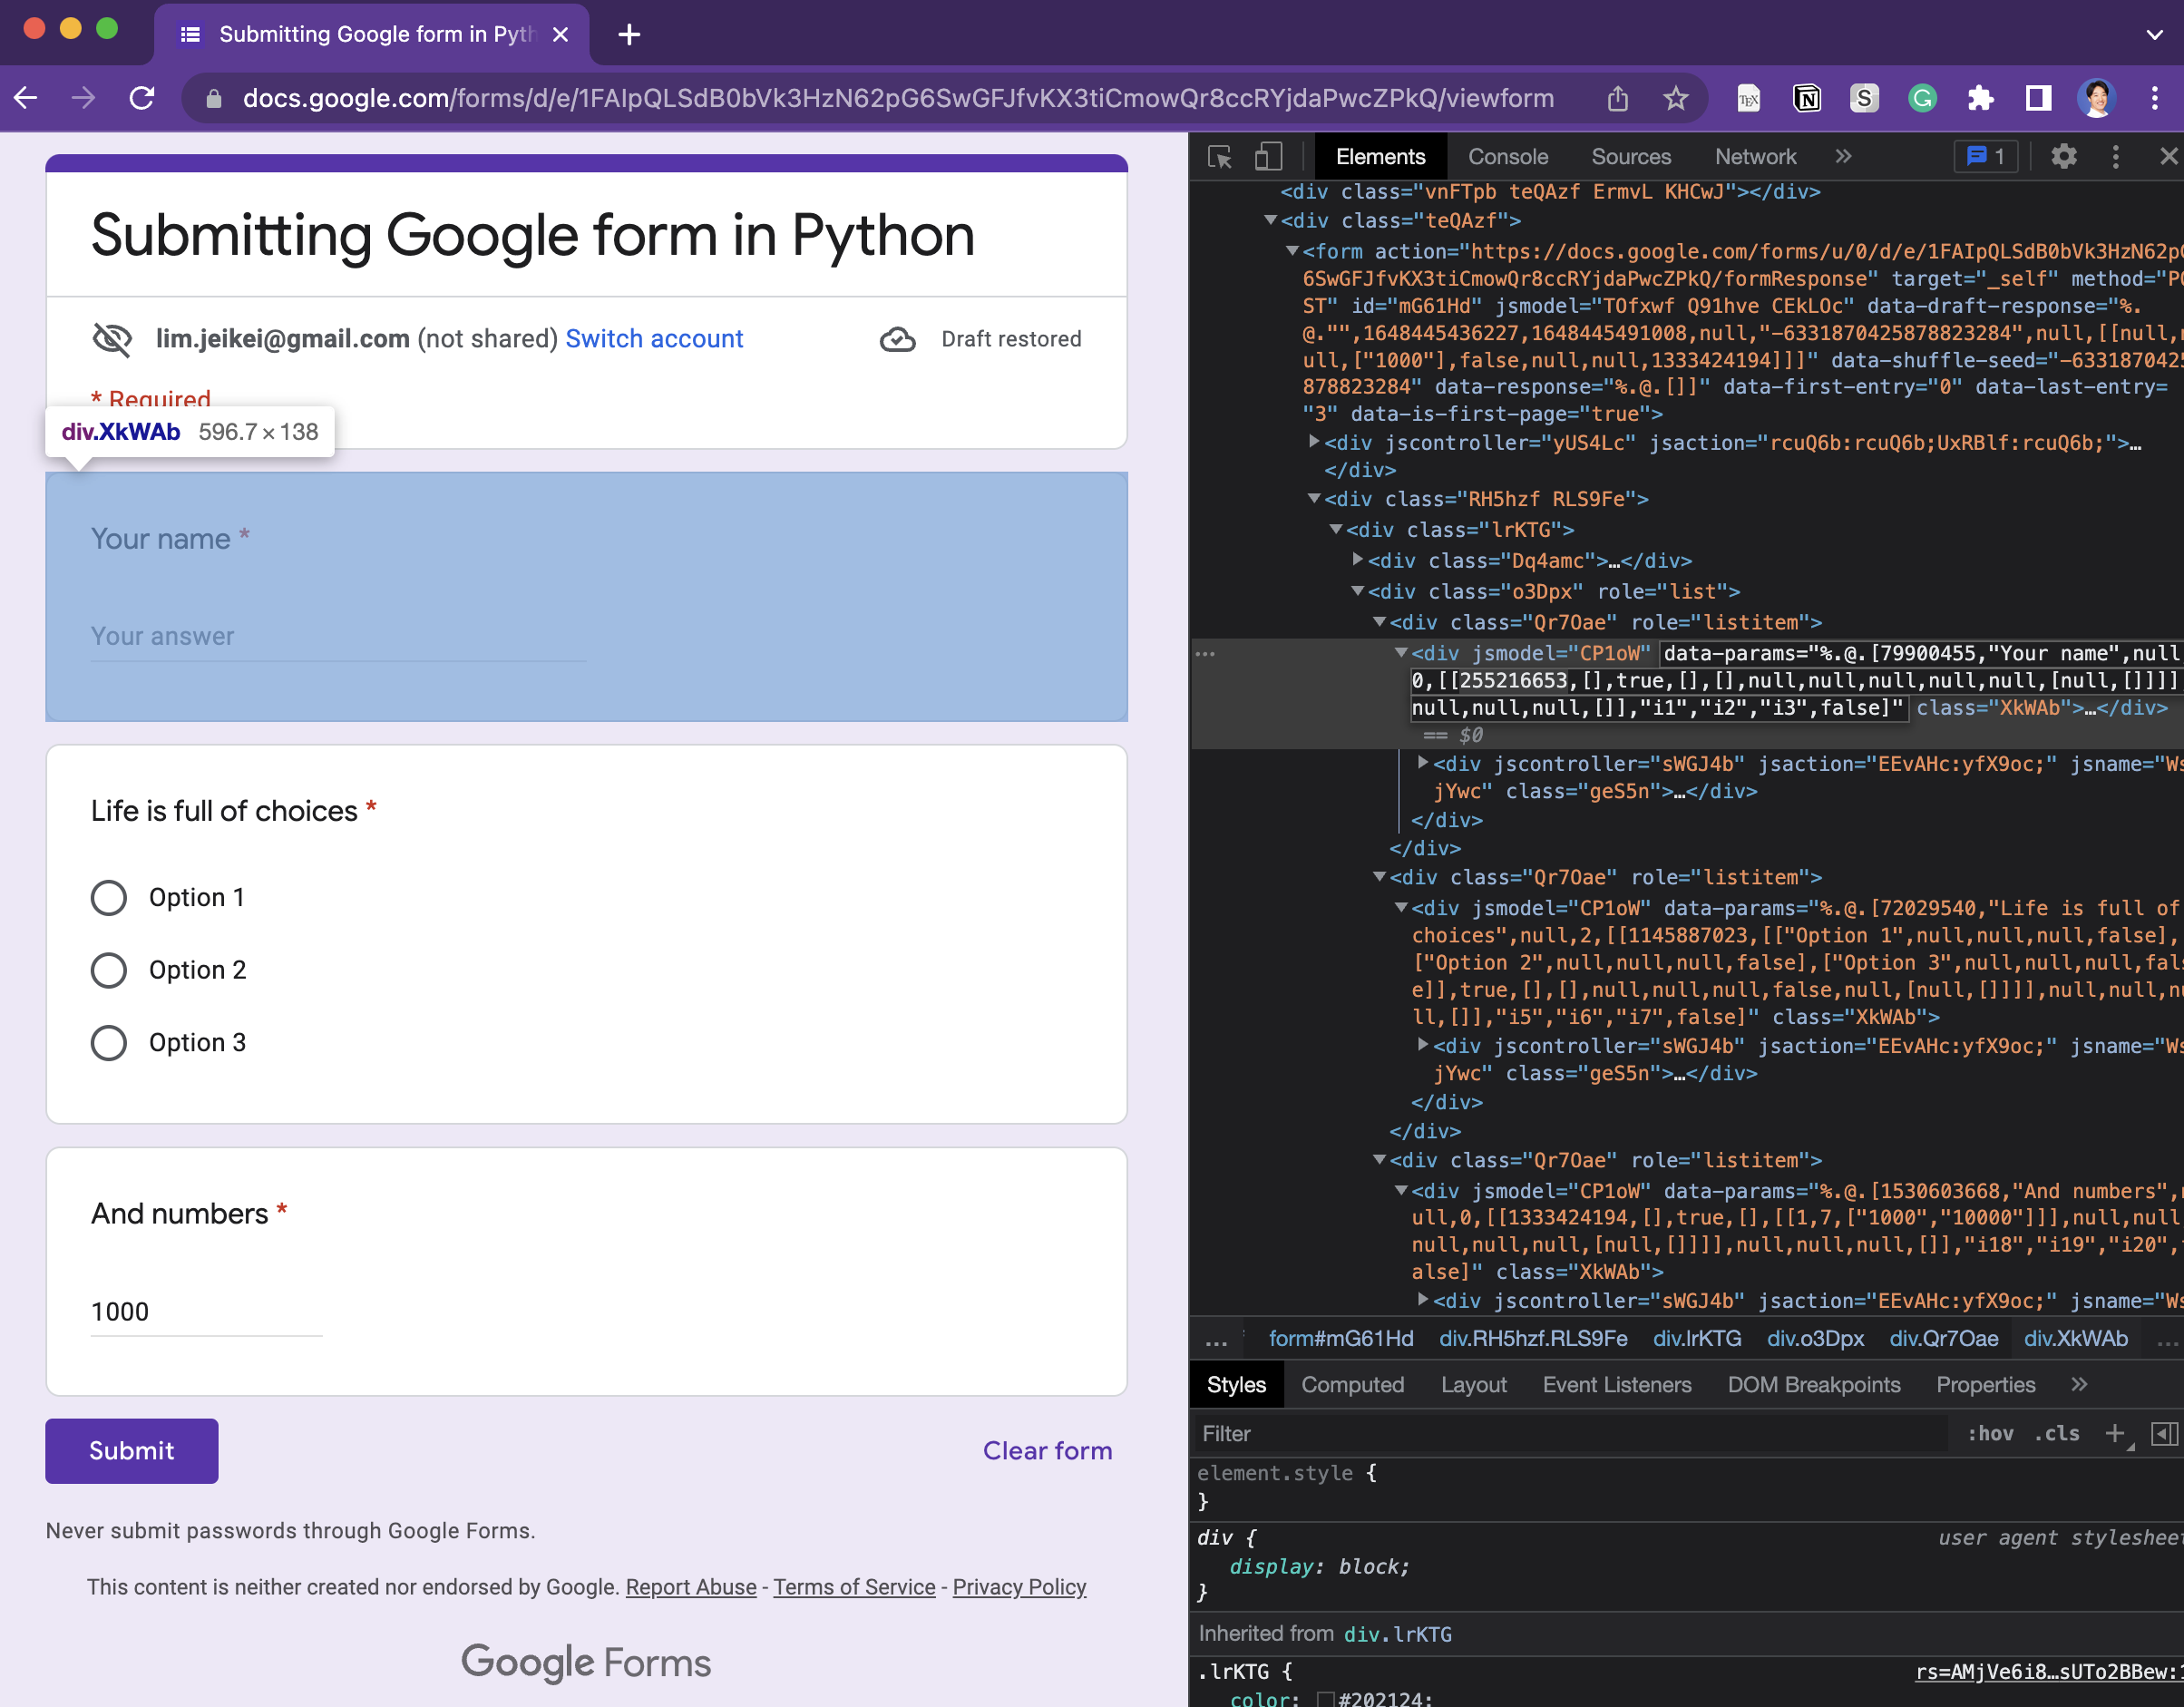 Submitting Google form in Pyth
docs.google.com/forms/d/e/1FAIpQLSdB0bVk3HzN62pG6SwGFJfvKX3tiCmowQr8ccRYjdaPwcZPkQ/viewform
Submitting Google form in Python
lim.jeikei@gmail.com (not shared) Switch account
Draft restored
* Required
div.XkWAb 596.7 × 138
Your name *
Your answer
Life is full of choices *
Option 1
Option 2
Option 3
And numbers *
1000
Submit
Clear form
Never submit passwords through Google Forms.
This content is neither created nor endorsed by Google. Report Abuse - Terms of Service - Privacy Policy
Google Forms
Elements Console Sources Network » 1
<div class="vnFTpb teQAzf ErmvL KHCwJ"></div>
<div class="teQAzf">
<form action="https://docs.google.com/forms/u/0/d/e/1FAIpQLSdB0bVk3HzN62p
6SwGFJfvKX3tiCmowQr8ccRYjdaPwcZPkQ/formResponse" target="_self" method="P
ST" id="mG61Hd" jsmodel="TOfxwf Q91hve CEkLOc" data-draft-response="%.
@."",1648445436227,1648445491008,null,"-6331870425878823284",null,[[null,
ull,["1000"],false,null,null,1333424194]]]" data-shuffle-seed="-633187042
878823284" data-response="%.@.[]]" data-first-entry="0" data-last-entry=
"3" data-is-first-page="true">
<div jscontroller="yUS4Lc" jsaction="rcuQ6b:rcuQ6b;UxRBlf:rcuQ6b;">…
</div>
<div class="RH5hzf RLS9Fe">
<div class="lrKTG">
<div class="Dq4amc">…</div>
<div class="o3Dpx" role="list">
<div class="Qr7Oae" role="listitem">
<div jsmodel="CP1oW" data-params="%.@.[79900455,"Your name",null
0,[[255216653,[],true,[],[],null,null,null,null,null,[null,[]]]]
null,null,null,[]],"i1","i2","i3",false]" class="XkWAb">…</div>
== $0
<div jscontroller="sWGJ4b" jsaction="EEvAHc:yfX9oc;" jsname="Ws
jYwc" class="geS5n">…</div>
</div>
</div>
<div class="Qr7Oae" role="listitem">
<div jsmodel="CP1oW" data-params="%.@.[72029540,"Life is full of
choices",null,2,[[1145887023,[["Option 1",null,null,null,false],
["Option 2",null,null,null,false],["Option 3",null,null,null,fals
e]],true,[],[],null,null,null,false,null,[null,[]]]],null,null,n
ll,[]],"i5","i6","i7",false]" class="XkWAb">
<div jscontroller="sWGJ4b" jsaction="EEvAHc:yfX9oc;" jsname="Ws
jYwc" class="geS5n">…</div>
</div>
</div>
<div class="Qr7Oae" role="listitem">
<div jsmodel="CP1oW" data-params="%.@.[1530603668,"And numbers",n
ull,0,[[1333424194,[],true,[],[[1,7,["1000","10000"]]],null,null
null,null,null,[null,[]]]],null,null,null,[]],"i18","i19","i20",f
alse]" class="XkWAb">
<div jscontroller="sWGJ4b" jsaction="EEvAHc:yfX9oc;" jsname="Ws
… form#mG61Hd div.RH5hzf.RLS9Fe div.lrKTG div.o3Dpx div.Qr7Oae div.XkWAb …
Styles Computed Layout Event Listeners DOM Breakpoints Properties »
Filter :hov .cls +
element.style {
}
div { user agent stylesheet
display: block;
}
Inherited from div.lrKTG
.lrKTG { rs=AMjVe6i8…sUTo2BBew:1
color: #202124;